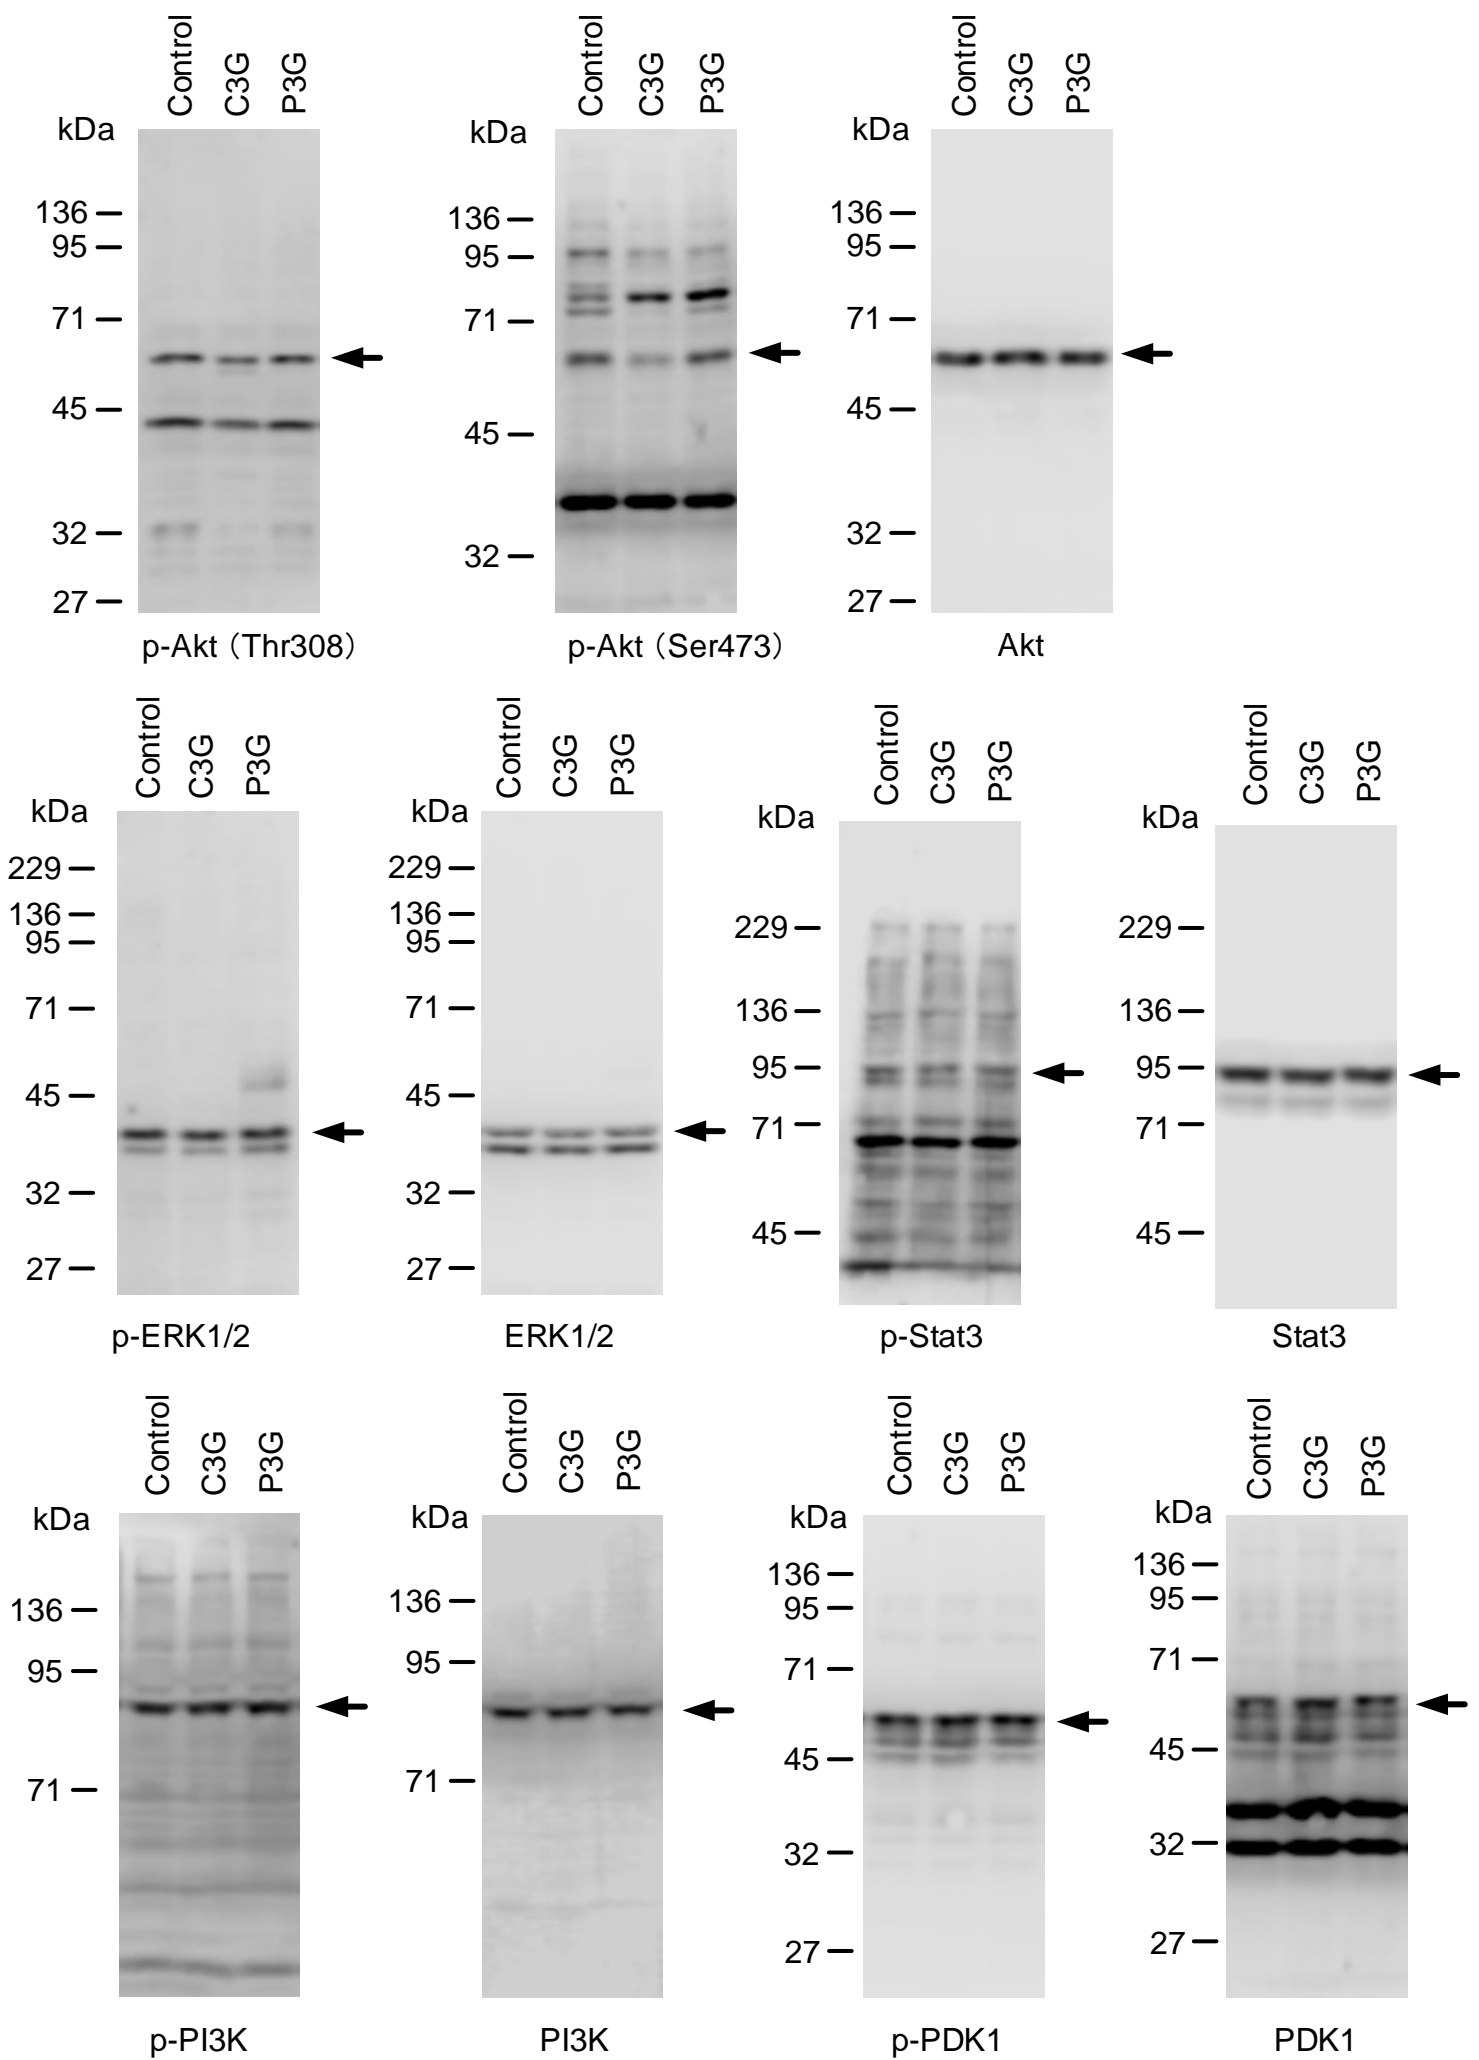 Control C3G P3G
kDa
136
95
71
45
32
27
p-Akt（Thr308）
Control C3G P3G
kDa
136
95
71
45
32
p-Akt（Ser473）
Control C3G P3G
kDa
136
95
71
45
32
27
Akt
Control C3G P3G
kDa
229
136
95
71
45
32
27
p-ERK1/2
Control C3G P3G
kDa
229
136
95
71
45
32
27
ERK1/2
Control C3G P3G
kDa
229
136
95
71
45
p-Stat3
Control C3G P3G
kDa
229
136
95
71
45
Stat3
Control C3G P3G
kDa
136
95
71
p-PI3K
Control C3G P3G
kDa
136
95
71
PI3K
Control C3G P3G
kDa
136
95
71
45
32
27
p-PDK1
Control C3G P3G
kDa
136
95
71
45
32
27
PDK1